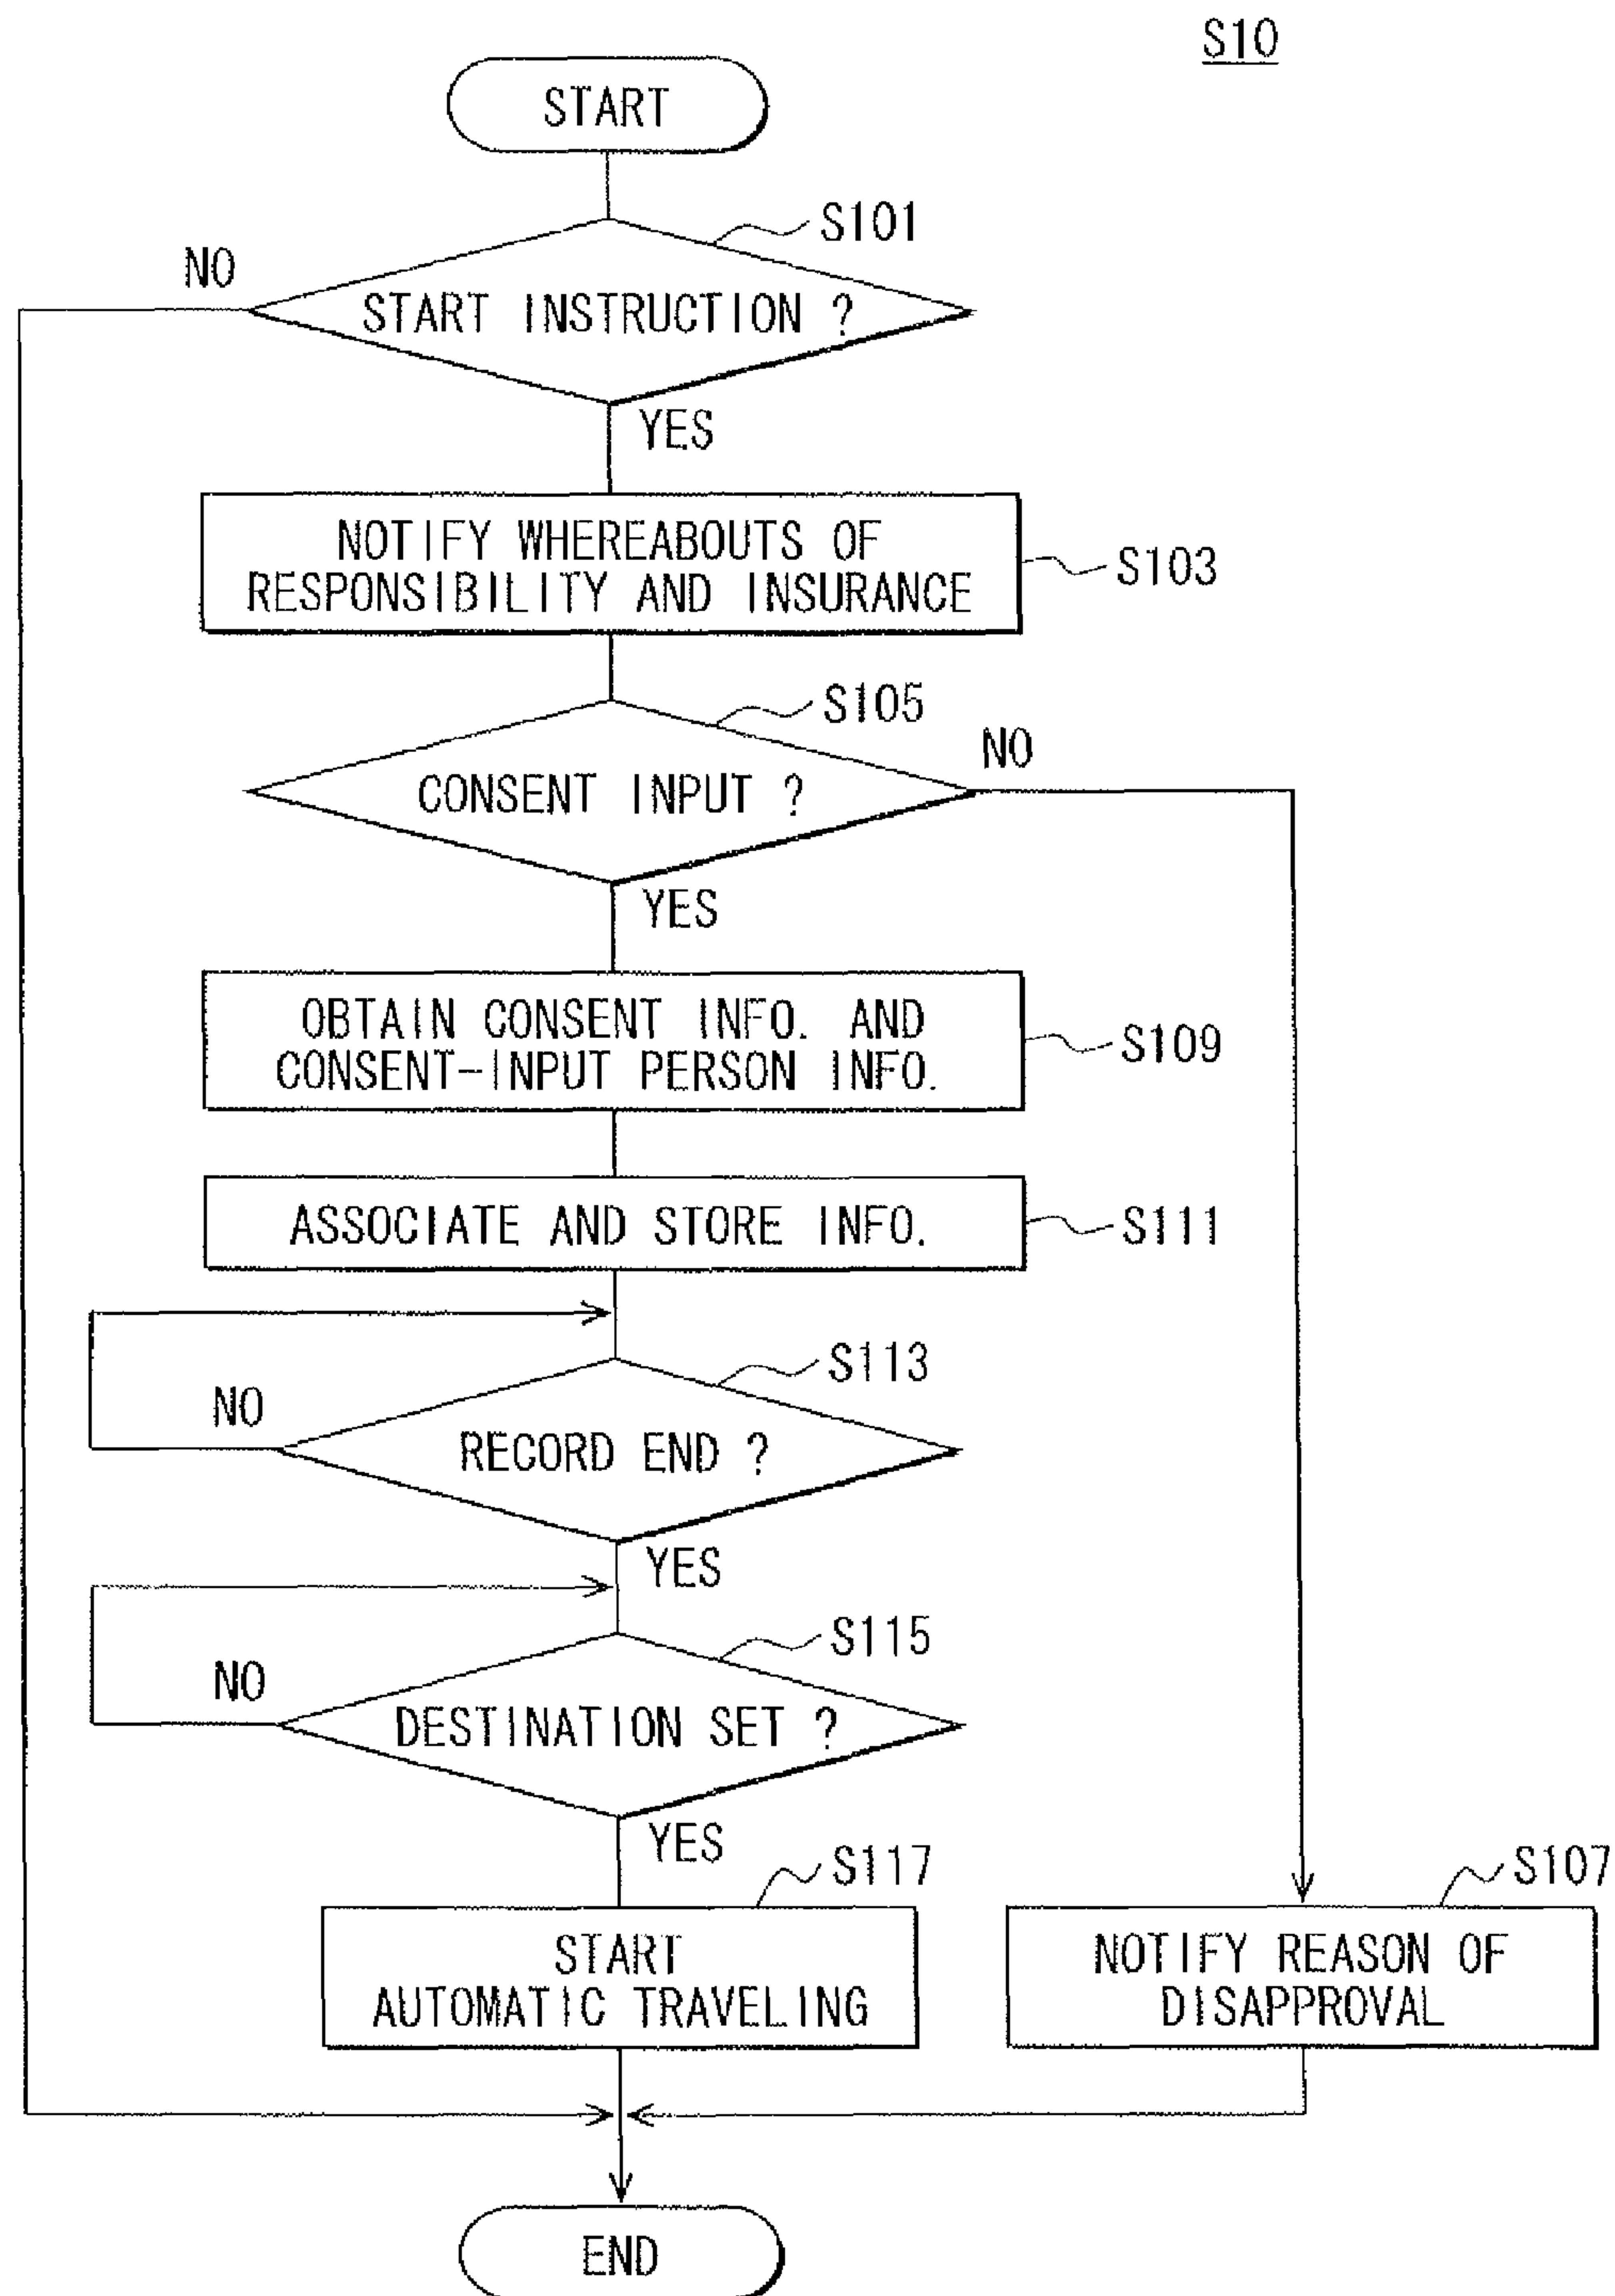 S10
START
S101
NO
START INSTRUCTION ?
YES
NOTIFY WHEREABOUTS OF
RESPONSIBILITY AND INSURANCE
S103
S105
NO
CONSENT INPUT ?
YES
OBTAIN CONSENT INFO. AND
CONSENT-INPUT PERSON INFO.
S109
ASSOCIATE AND STORE INFO.
S111
S113
NO
RECORD END ?
YES
S115
NO
DESTINATION SET ?
YES
S117
START
AUTOMATIC TRAVELING
S107
NOTIFY REASON OF
DISAPPROVAL
END